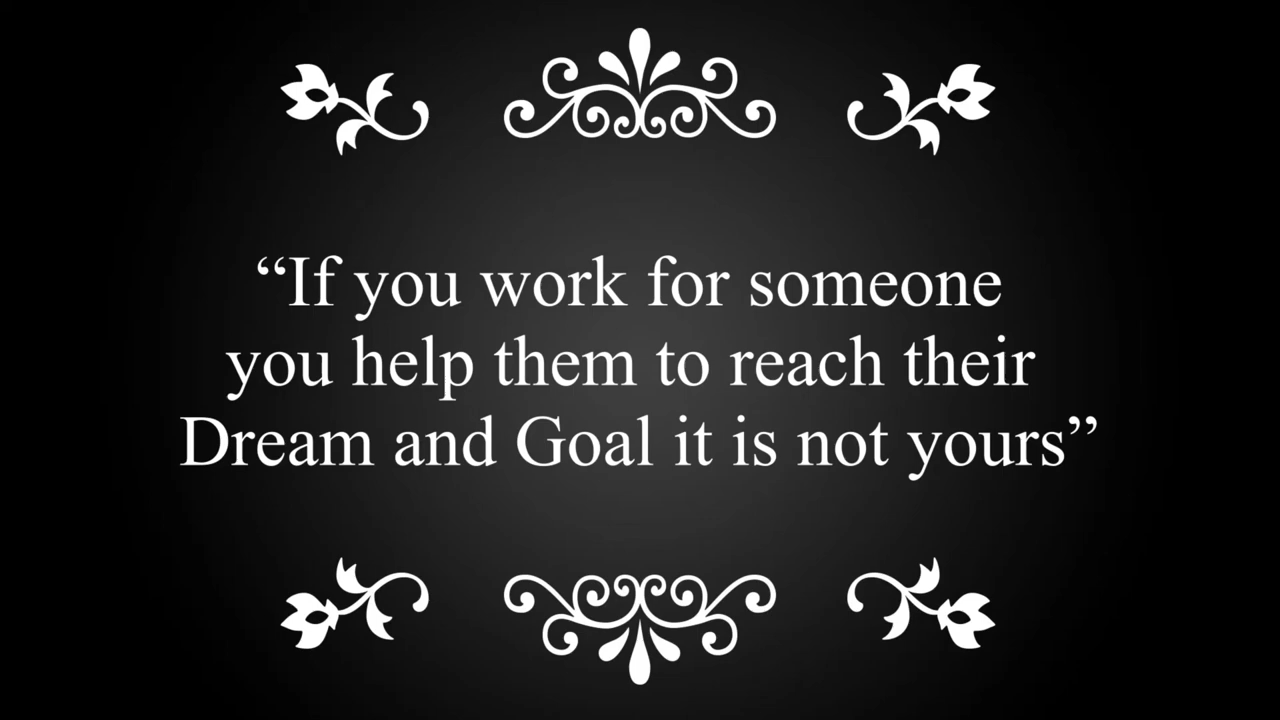 “If you work for someone
you help them to reach their
Dream and Goal it is not yours”